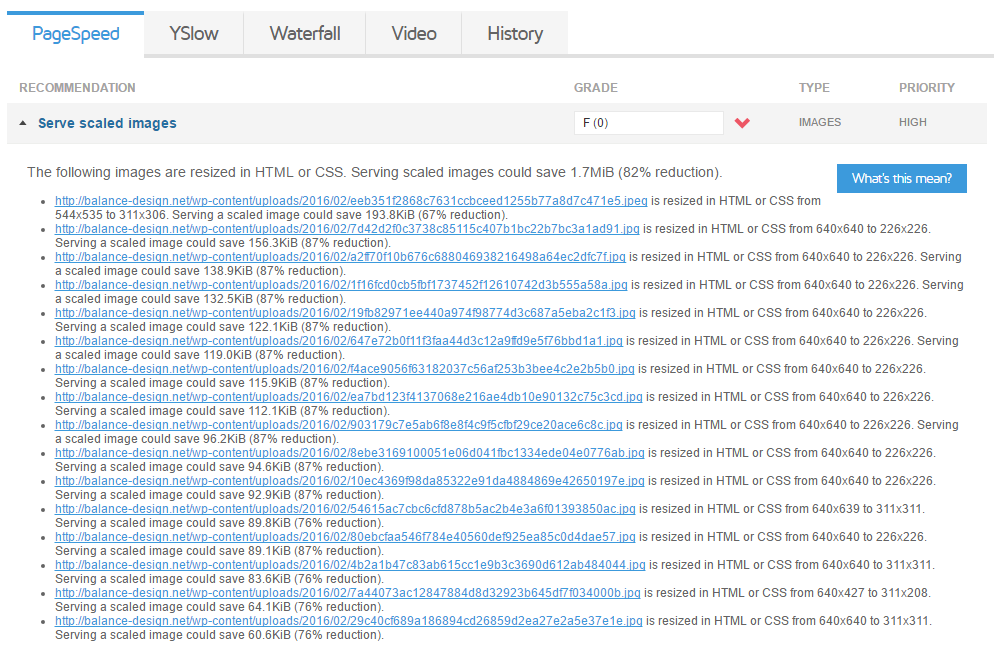 PageSpeed YSlow Waterfall Video History
RECOMMENDATION GRADE TYPE PRIORITY
Serve scaled images F (0) IMAGES HIGH
The following images are resized in HTML or CSS. Serving scaled images could save 1.7MiB (82% reduction).
What's this mean?
http://balance-design.net/wp-content/uploads/2016/02/eeb351f2868c7631ccbceed1255b77a8d7c471e5.jpeg is resized in HTML or CSS from
544x535 to 311x306. Serving a scaled image could save 193.8KiB (67% reduction).
http://balance-design.net/wp-content/uploads/2016/02/7d42d2f0c3738c85115c407b1bc22b7bc3a1ad91.jpg is resized in HTML or CSS from 640x640 to 226x226.
Serving a scaled image could save 156.3KiB (87% reduction).
http://balance-design.net/wp-content/uploads/2016/02/a2ff70f10b676c688046938216498a64ec2dfc7f.jpg is resized in HTML or CSS from 640x640 to 226x226. Serving
a scaled image could save 138.9KiB (87% reduction).
http://balance-design.net/wp-content/uploads/2016/02/1f16fcd0cb5fbf1737452f12610742d3b555a58a.jpg is resized in HTML or CSS from 640x640 to 226x226. Serving
a scaled image could save 132.5KiB (87% reduction).
http://balance-design.net/wp-content/uploads/2016/02/19fb82971ee440a974f98774d3c687a5eba2c1f3.jpg is resized in HTML or CSS from 640x640 to 226x226.
Serving a scaled image could save 122.1KiB (87% reduction).
http://balance-design.net/wp-content/uploads/2016/02/647e72b0f11f3faa44d3c12a9ffd9e5f76bbd1a1.jpg is resized in HTML or CSS from 640x640 to 226x226. Serving
a scaled image could save 119.0KiB (87% reduction).
http://balance-design.net/wp-content/uploads/2016/02/f4ace9056f63182037c56af253b3bee4c2e2b5b0.jpg is resized in HTML or CSS from 640x640 to 226x226.
Serving a scaled image could save 115.9KiB (87% reduction).
http://balance-design.net/wp-content/uploads/2016/02/ea7bd123f4137068e216ae4db10e90132c75c3cd.jpg is resized in HTML or CSS from 640x640 to 226x226.
Serving a scaled image could save 112.1KiB (87% reduction).
http://balance-design.net/wp-content/uploads/2016/02/903179c7e5ab6f8e8f4c9f5cfbf29ce20ace6c8c.jpg is resized in HTML or CSS from 640x640 to 226x226. Serving
a scaled image could save 96.2KiB (87% reduction).
http://balance-design.net/wp-content/uploads/2016/02/8ebe3169100051e06d041fbc1334ede04e0776ab.jpg is resized in HTML or CSS from 640x640 to 226x226.
Serving a scaled image could save 94.6KiB (87% reduction).
http://balance-design.net/wp-content/uploads/2016/02/10ec4369f98da85322e91da4884869e42650197e.jpg is resized in HTML or CSS from 640x640 to 226x226.
Serving a scaled image could save 92.9KiB (87% reduction).
http://balance-design.net/wp-content/uploads/2016/02/54615ac7cbc6cfd878b5ac2b4e3a6f01393850ac.jpg is resized in HTML or CSS from 640x639 to 311x311.
Serving a scaled image could save 89.8KiB (76% reduction).
http://balance-design.net/wp-content/uploads/2016/02/80ebcfaa546f784e40560def925ea85c0d4dae57.jpg is resized in HTML or CSS from 640x640 to 226x226.
Serving a scaled image could save 89.1KiB (87% reduction).
http://balance-design.net/wp-content/uploads/2016/02/4b2a1b47c83ab615cc1e9b3c3690d612ab484044.jpg is resized in HTML or CSS from 640x640 to 311x311.
Serving a scaled image could save 83.6KiB (76% reduction).
http://balance-design.net/wp-content/uploads/2016/02/7a44073ac12847884d8d32923b645df7f034000b.jpg is resized in HTML or CSS from 640x427 to 311x208.
Serving a scaled image could save 64.1KiB (76% reduction).
http://balance-design.net/wp-content/uploads/2016/02/29c40cf689a186894cd26859d2ea27e2a5e37e1e.jpg is resized in HTML or CSS from 640x640 to 311x311.
Serving a scaled image could save 60.6KiB (76% reduction).